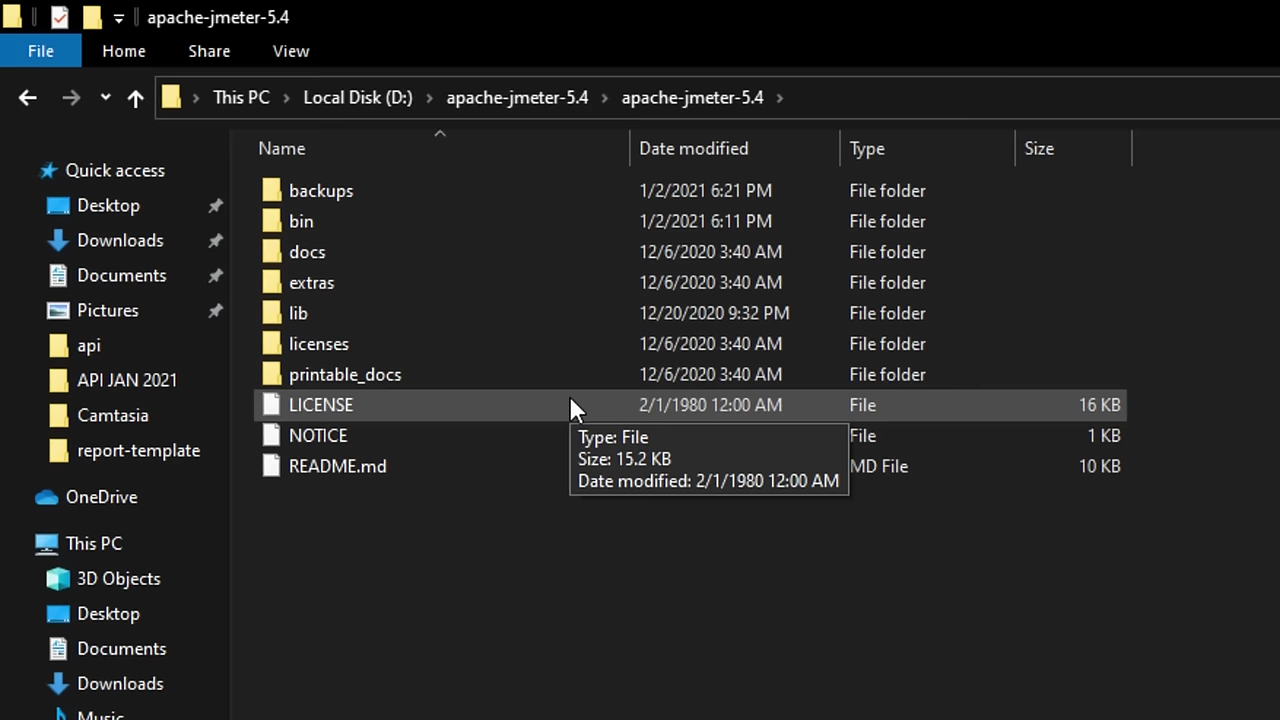 apache-jmeter-5.4
File Home Share View
This PC Local Disk (D:) apache-jmeter-5.4 apache-jmeter-5.4
Name Date modified Type Size
Quick access
Desktop
Downloads
Documents
Pictures
api
API JAN 2021
Camtasia
report-template
OneDrive
This PC
3D Objects
Desktop
Documents
Downloads
Music
backups 1/2/2021 6:21 PM File folder
bin 1/2/2021 6:11 PM File folder
docs 12/6/2020 3:40 AM File folder
extras 12/6/2020 3:40 AM File folder
lib 12/20/2020 9:32 PM File folder
licenses 12/6/2020 3:40 AM File folder
printable_docs 12/6/2020 3:40 AM File folder
LICENSE 2/1/1980 12:00 AM File 16 KB
NOTICE File 1 KB
README.md MD File 10 KB
Type: File
Size: 15.2 KB
Date modified: 2/1/1980 12:00 AM